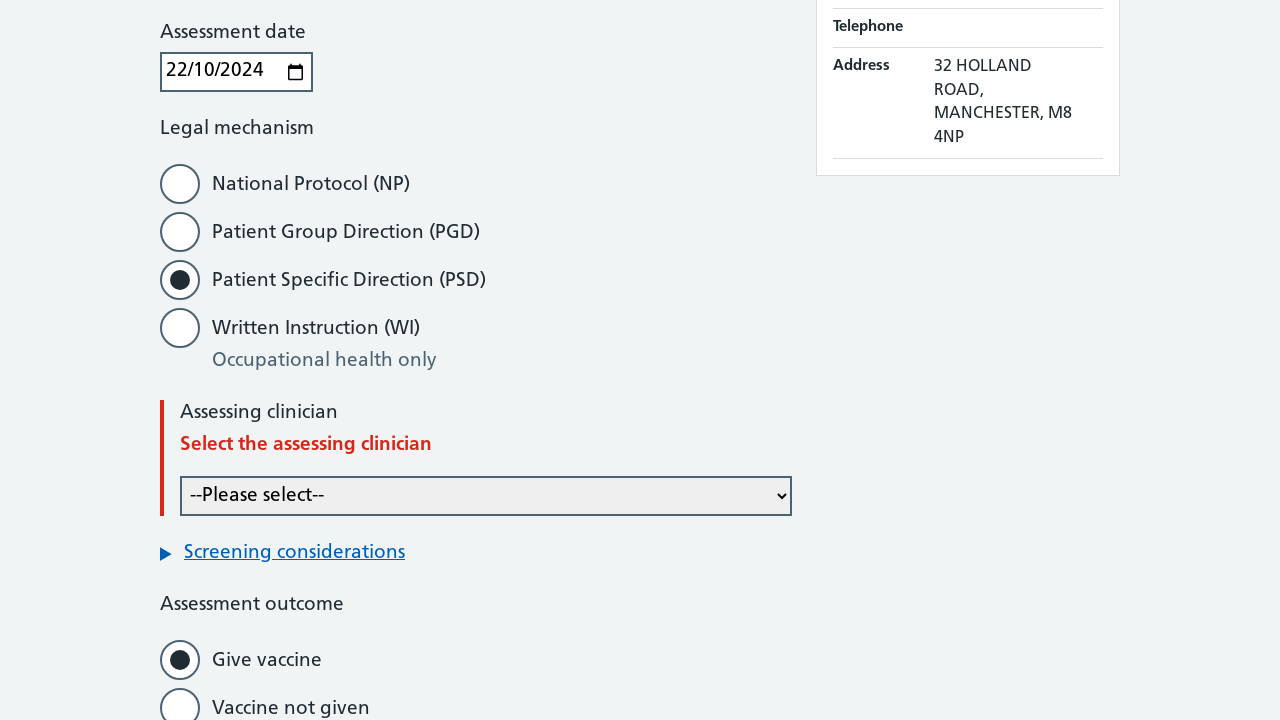 Assessment date
22/10/2024
Legal mechanism
National Protocol (NP)
Patient Group Direction (PGD)
Patient Specific Direction (PSD)
Written Instruction (WI)
Occupational health only
Assessing clinician
Select the assessing clinician
--Please select--
Screening considerations
Assessment outcome
Give vaccine
Vaccine not given
Telephone
Address
32 HOLLAND
ROAD,
MANCHESTER, M8
4NP